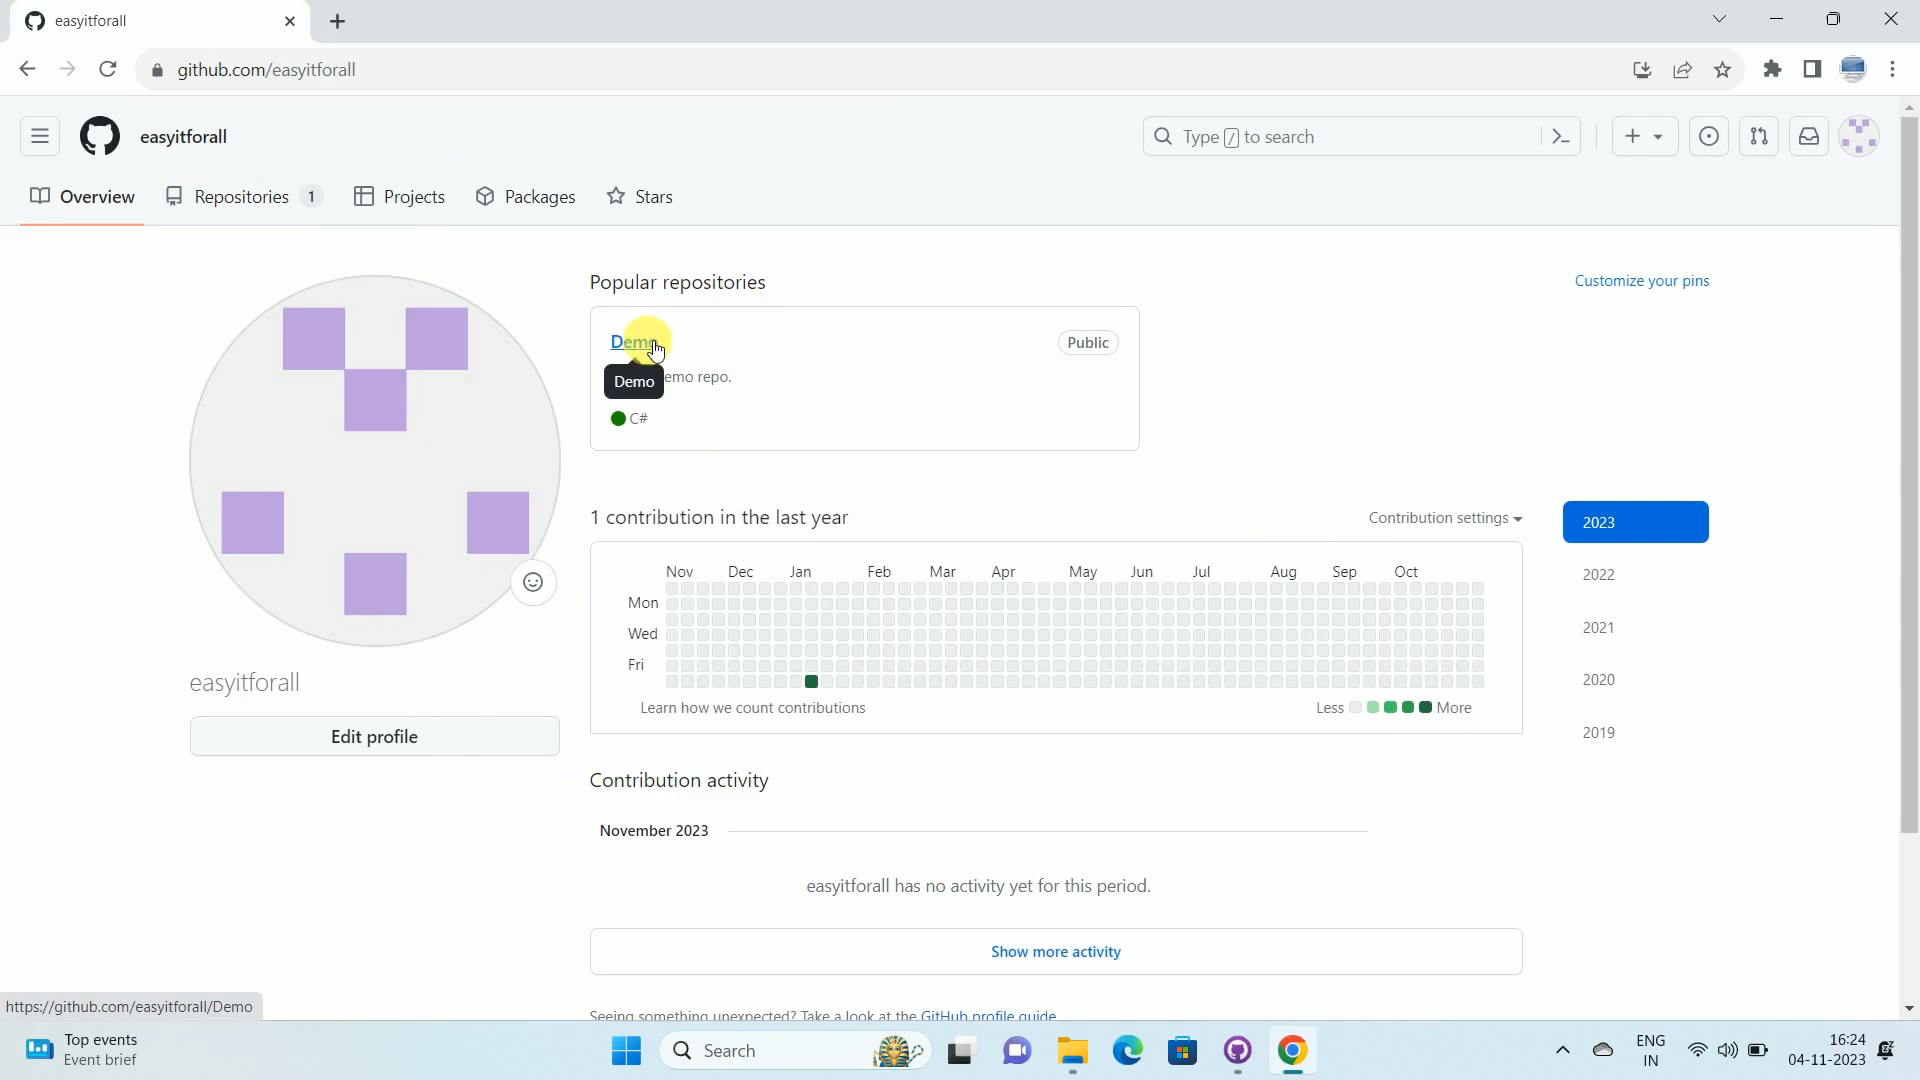 easyitforall
github.com/easyitforall
easyitforall
Type / to search
Overview
Repositories 1
Projects
Packages
Stars
Popular repositories
Customize your pins
Demo
Public
Demo
emo repo.
C#
1 contribution in the last year
Contribution settings
2023
2022
2021
2020
2019
Nov Dec Jan Feb Mar Apr May Jun Jul Aug Sep Oct
Mon
Wed
Fri
Learn how we count contributions
Less More
easyitforall
Edit profile
Contribution activity
November 2023
easyitforall has no activity yet for this period.
Show more activity
https://github.com/easyitforall/Demo
Seeing something unexpected? Take a look at the GitHub profile guide.
Top events
Event brief
Search
ENG
IN
16:24
04-11-2023